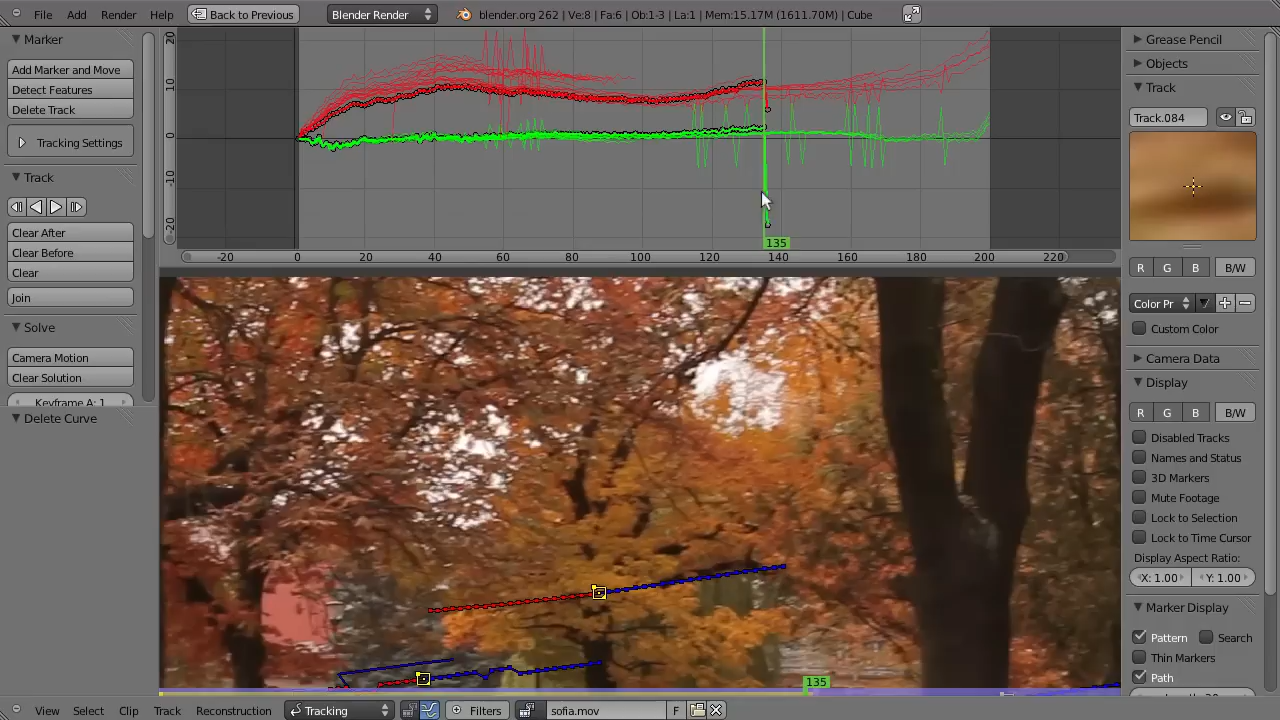 File Add Render Help Back to Previous Blender Render blender.org 262 | Ve:8 | Fa:6 | Ob:1-3 | La:1 | Mem:15.17M (1611.70M) | Cube
Marker
Add Marker and Move
Detect Features
Delete Track
Tracking Settings
Track
Clear After
Clear Before
Clear
Join
Solve
Camera Motion
Clear Solution
Keyframe A: 1
Delete Curve
20
10
0
-10
-20
135
-20 0 20 40 60 80 100 120 140 160 180 200 220
135
Grease Pencil
Objects
Track
Track.084
R G B B/W
Color Pr
Custom Color
Camera Data
Display
R G B B/W
Disabled Tracks
Names and Status
3D Markers
Mute Footage
Lock to Selection
Lock to Time Cursor
Display Aspect Ratio:
X: 1.00 Y: 1.00
Marker Display
Pattern Search
Thin Markers
Path
View Select Clip Track Reconstruction Tracking Filters sofia.mov F